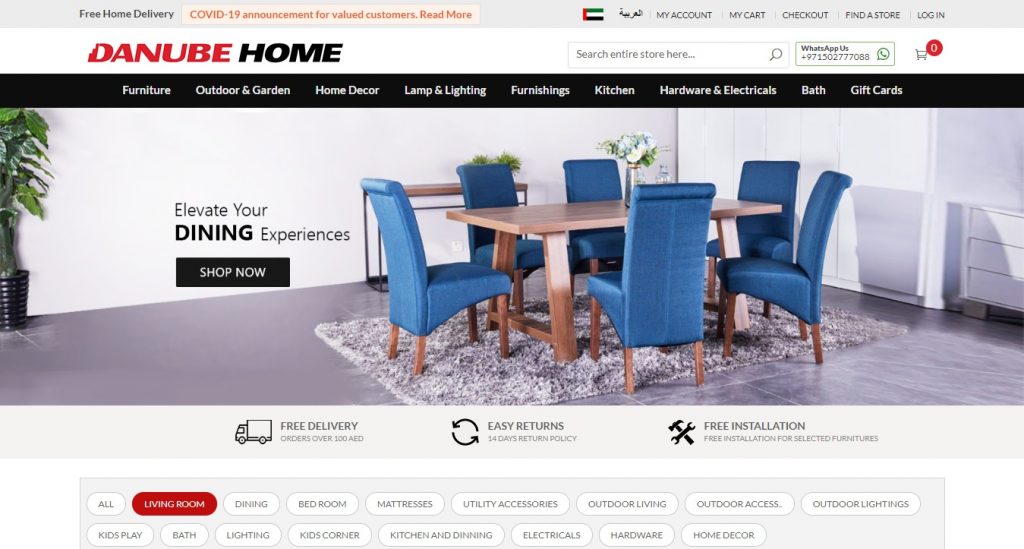 Free Home Delivery COVID-19 announcement for valued customers. Read More العربية MY ACCOUNT MY CART CHECKOUT FIND A STORE LOG IN
DANUBE HOME Search entire store here... WhatsApp Us +971502777088 0
Furniture Outdoor & Garden Home Decor Lamp & Lighting Furnishings Kitchen Hardware & Electricals Bath Gift Cards
Elevate Your
DINING Experiences
SHOP NOW
FREE DELIVERY EASY RETURNS FREE INSTALLATION
ORDERS OVER 100 AED 14 DAYS RETURN POLICY FREE INSTALLATION FOR SELECTED FURNITURES
ALL LIVING ROOM DINING BED ROOM MATTRESSES UTILITY ACCESSORIES OUTDOOR LIVING OUTDOOR ACCESS.. OUTDOOR LIGHTINGS
KIDS PLAY BATH LIGHTING KIDS CORNER KITCHEN AND DINNING ELECTRICALS HARDWARE HOME DECOR